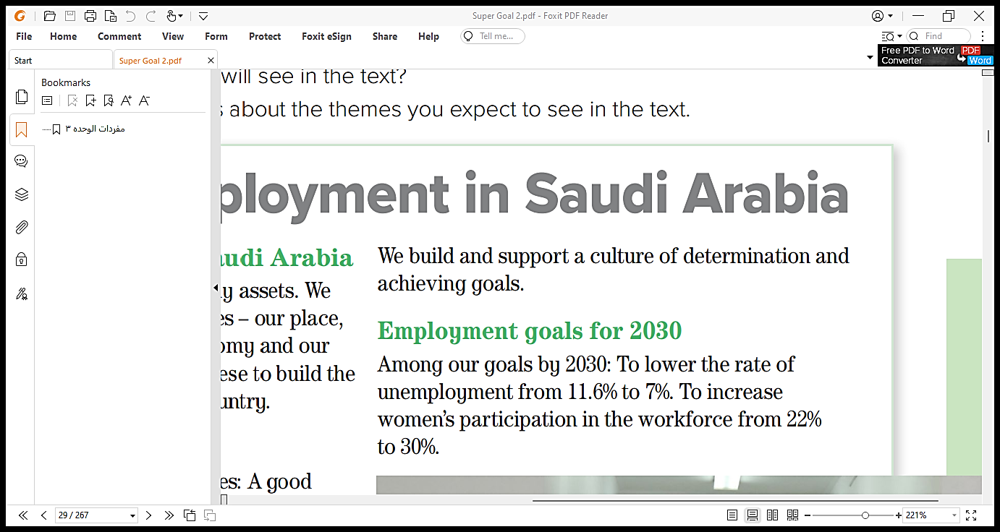 Super Goal 2.pdf - Foxit PDF Reader
File Home Comment View Form Protect Foxit eSign Share Help Tell me... Find
Start Super Goal 2.pdf
Free PDF to Word Converter PDF Word
Bookmarks
مفردات الوحده ٣
will see in the text?
about the themes you expect to see in the text.
ployment in Saudi Arabia
audi Arabia
y assets. We
es – our place,
omy and our
ese to build the
untry.
es: A good
We build and support a culture of determination and
achieving goals.
Employment goals for 2030
Among our goals by 2030: To lower the rate of
unemployment from 11.6% to 7%. To increase
women's participation in the workforce from 22%
to 30%.
29 / 267
221%